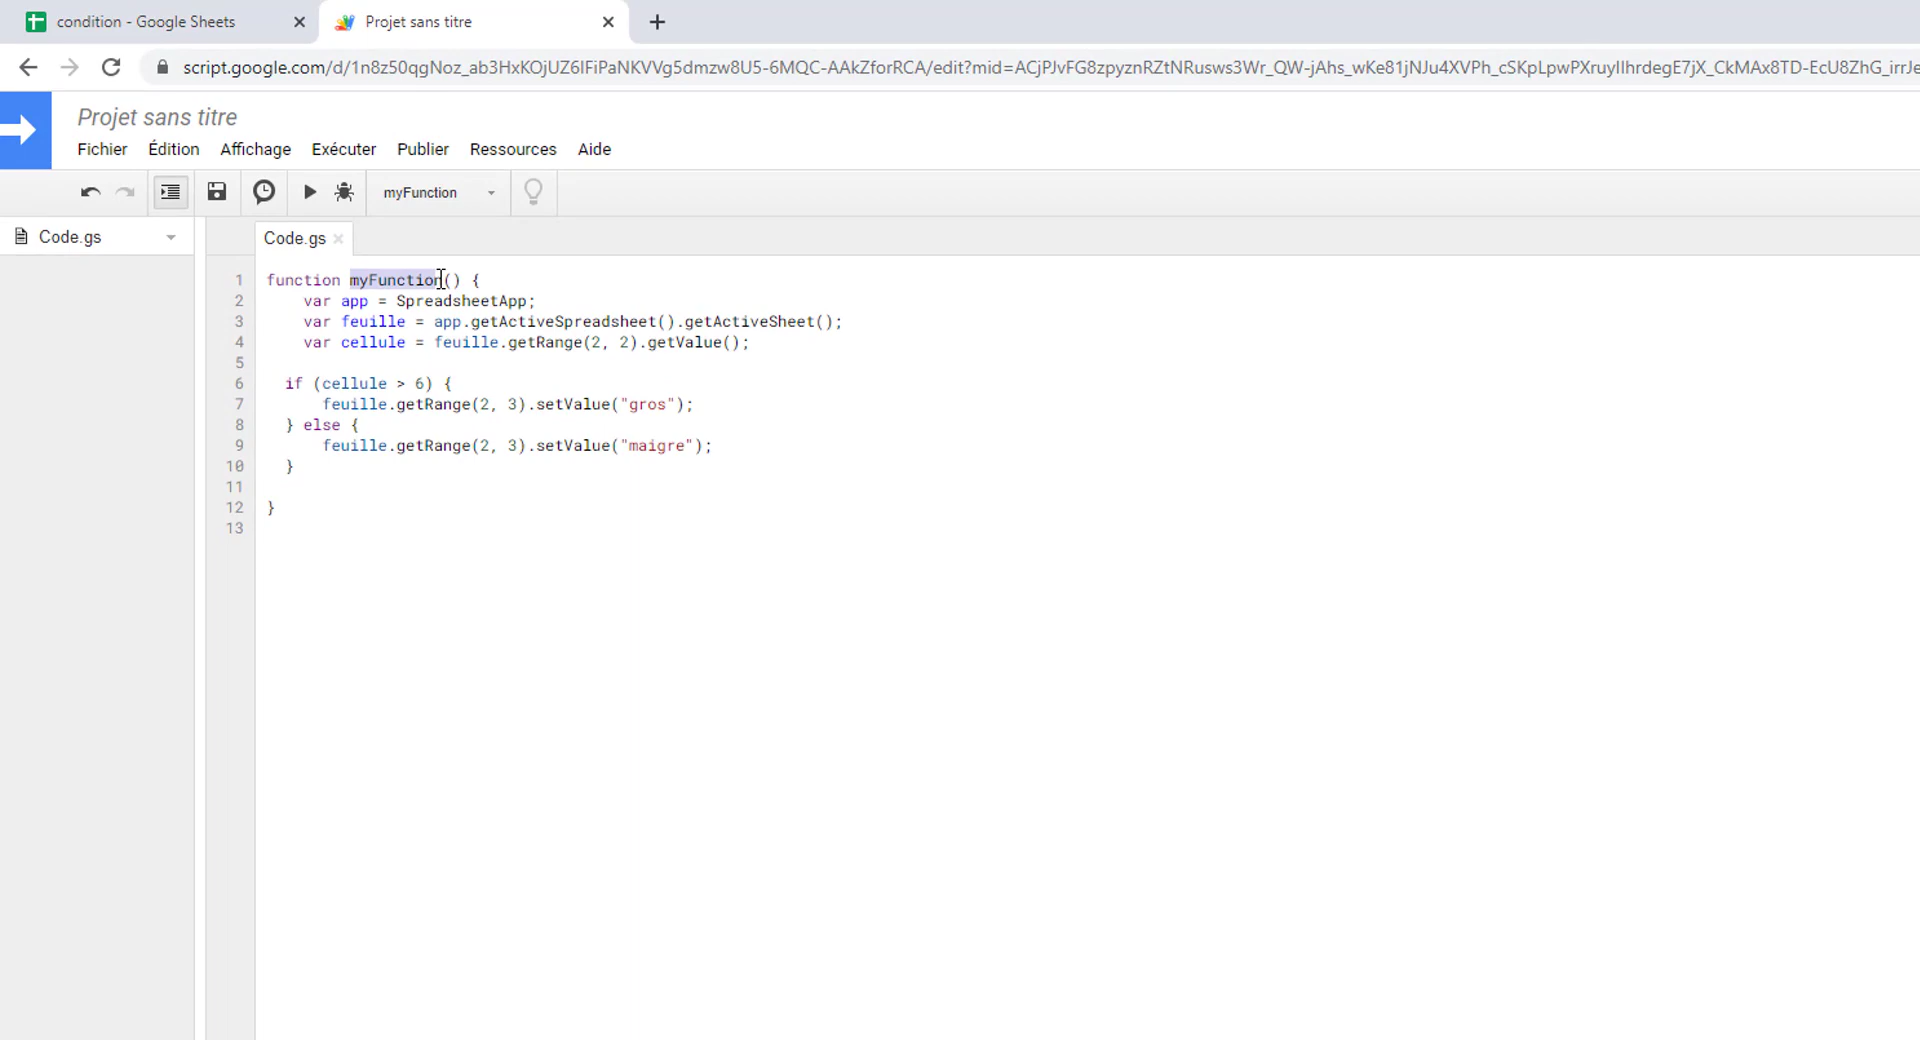 condition - Google Sheets
Projet sans titre
script.google.com/d/1n8z50qgNoz_ab3HxKOjUZ6lFiPaNKVVg5dmzw8U5-6MQC-AAkZforRCA/edit?mid=ACjPJvFG8zpyznRZtNRusws3Wr_QW-jAhs_wKe81jNJu4XVPh_cSKpLpwPXruyIlhrdegE7jX_CkMAx8TD-EcU8ZhG_irrJe
Projet sans titre
Fichier Édition Affichage Exécuter Publier Ressources Aide
myFunction
Code.gs
Code.gs
1 function myFunction() {
2 var app = SpreadsheetApp;
3 var feuille = app.getActiveSpreadsheet().getActiveSheet();
4 var cellule = feuille.getRange(2, 2).getValue();
5
6 if (cellule > 6) {
7 feuille.getRange(2, 3).setValue("gros");
8 } else {
9 feuille.getRange(2, 3).setValue("maigre");
10 }
11
12 }
13